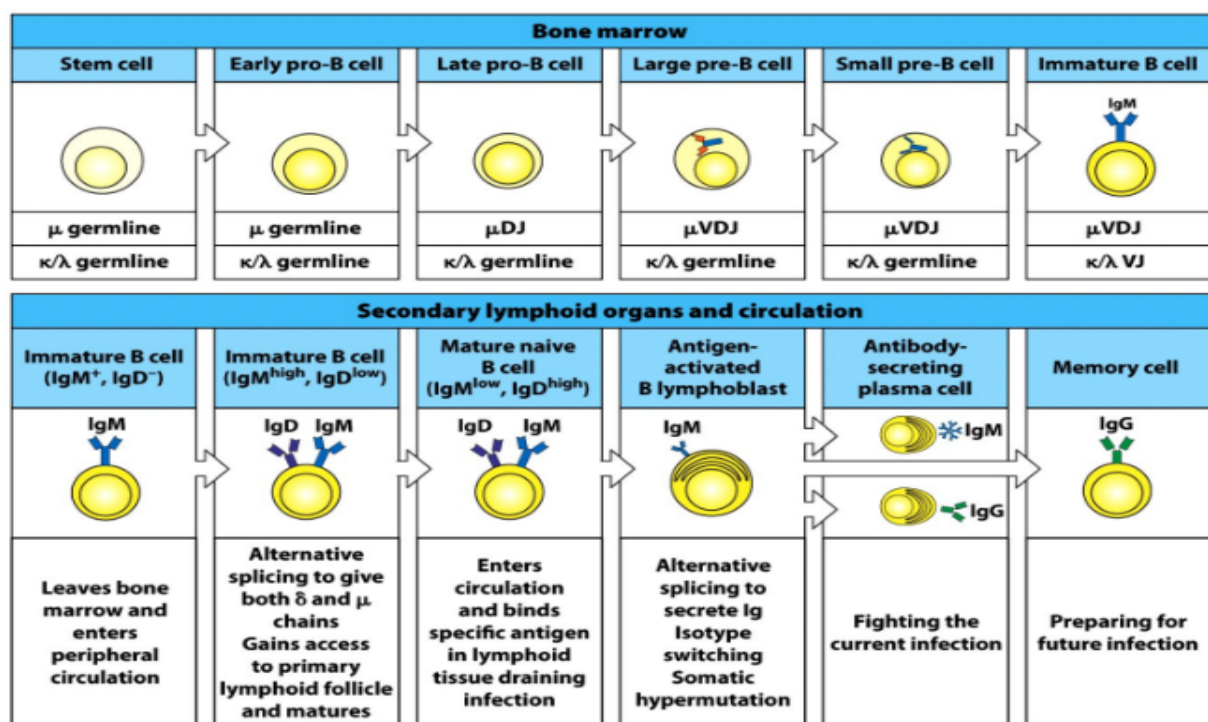 Bone marrow
Stem cell
Early pro-B cell
Late pro-B cell
Large pre-B cell
Small pre-B cell
Immature B cell
IgM
μ germline
μ germline
μDJ
μVDJ
μVDJ
μVDJ
κ/λ germline
κ/λ germline
κ/λ germline
κ/λ germline
κ/λ germline
κ/λ VJ
Secondary lymphoid organs and circulation
Immature B cell
(IgM⁺, IgD⁻)
Immature B cell
(IgMhigh, IgDlow)
Mature naive
B cell
(IgMlow, IgDhigh)
Antigen-
activated
B lymphoblast
Antibody-
secreting
plasma cell
Memory cell
IgM
IgD IgM
IgD IgM
IgM
IgM
IgG
IgG
Leaves bone
marrow and
enters
peripheral
circulation
Alternative
splicing to give
both δ and μ
chains
Gains access
to primary
lymphoid follicle
and matures
Enters
circulation
and binds
specific antigen
in lymphoid
tissue draining
infection
Alternative
splicing to
secrete Ig
Isotype
switching
Somatic
hypermutation
Fighting the
current infection
Preparing for
future infection